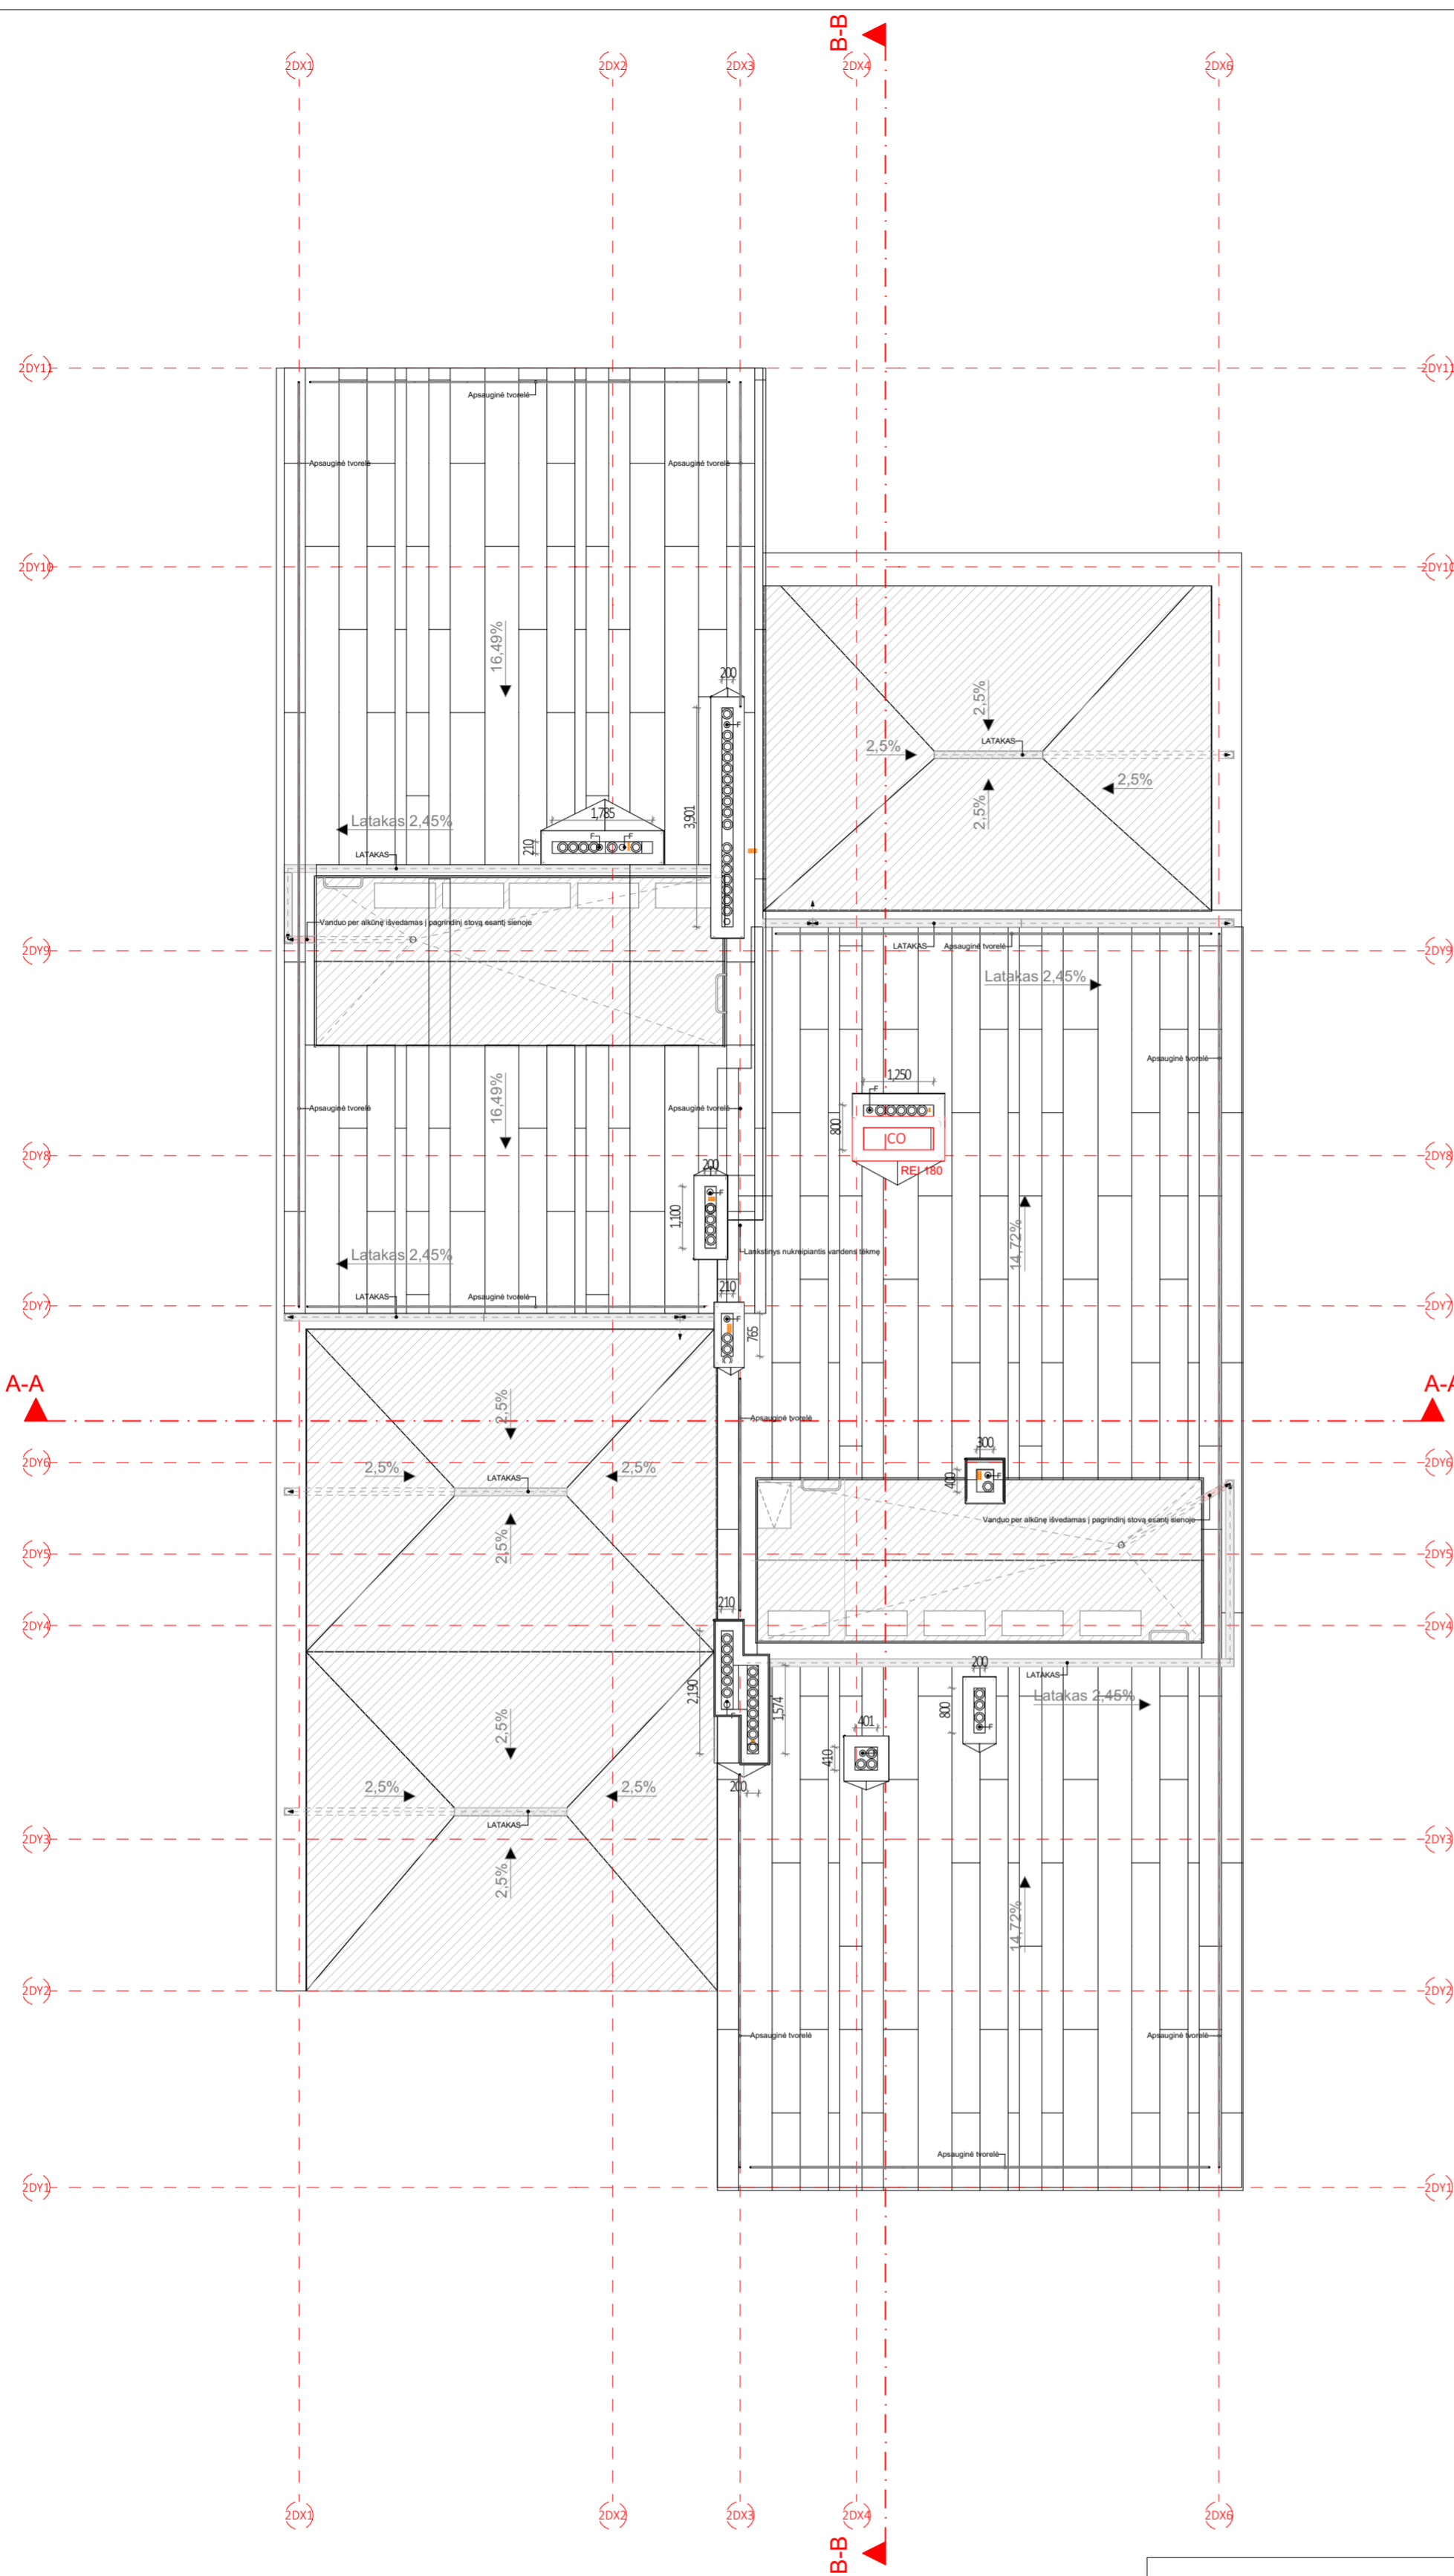 B-B
2DX1 2DX2 2DX3 2DX4 2DX6
2DY11 2DY11
Apsauginė tvorelė
Apsauginė tvorelė Apsauginė tvorelė
2DY10 2DY10
16,49%
200
2,5%
LATAKAS
2,5%
2,5%
2,5%
3,901
1,785
Latakas 2,45%
F
F
F
210
LATAKAS
Vanduo per alkūnę išvedamas į pagrindinį stovą esantį sienoje
2DY9 2DY9
LATAKAS Apsauginė tvorelė
Latakas 2,45%
Apsauginė tvorelė
1,250
F
16,49%
Apsauginė tvorelė Apsauginė tvorelė
800
CO
2DY8 2DY8
200
REI 180
F
1,100
14,72%
Latakas 2,45%
Lankstinys nukreipiantis vandens tėkmę
210
LATAKAS Apsauginė tvorelė
2DY7 2DY7
F
765
A-A A-A
2,5%
Apsauginė tvorelė
300
2DY6 2DY6
2,5% 2,5%
LATAKAS
F
400
Vanduo per alkūnę išvedamas į pagrindinį stovą esantį sienoje
2,5%
2DY5 2DY5
210
2DY4 2DY4
200
LATAKAS
2,190
1,574
Latakas 2,45%
F
800
F
401
2,5%
410
2,5% 2,5%
200
LATAKAS
2DY3 2DY3
2,5%
14,72%
2DY2 2DY2
Apsauginė tvorelė Apsauginė tvorelė
Apsauginė tvorelė
2DY1 2DY1
2DX1 2DX2 2DX3 2DX4 2DX6
B-B